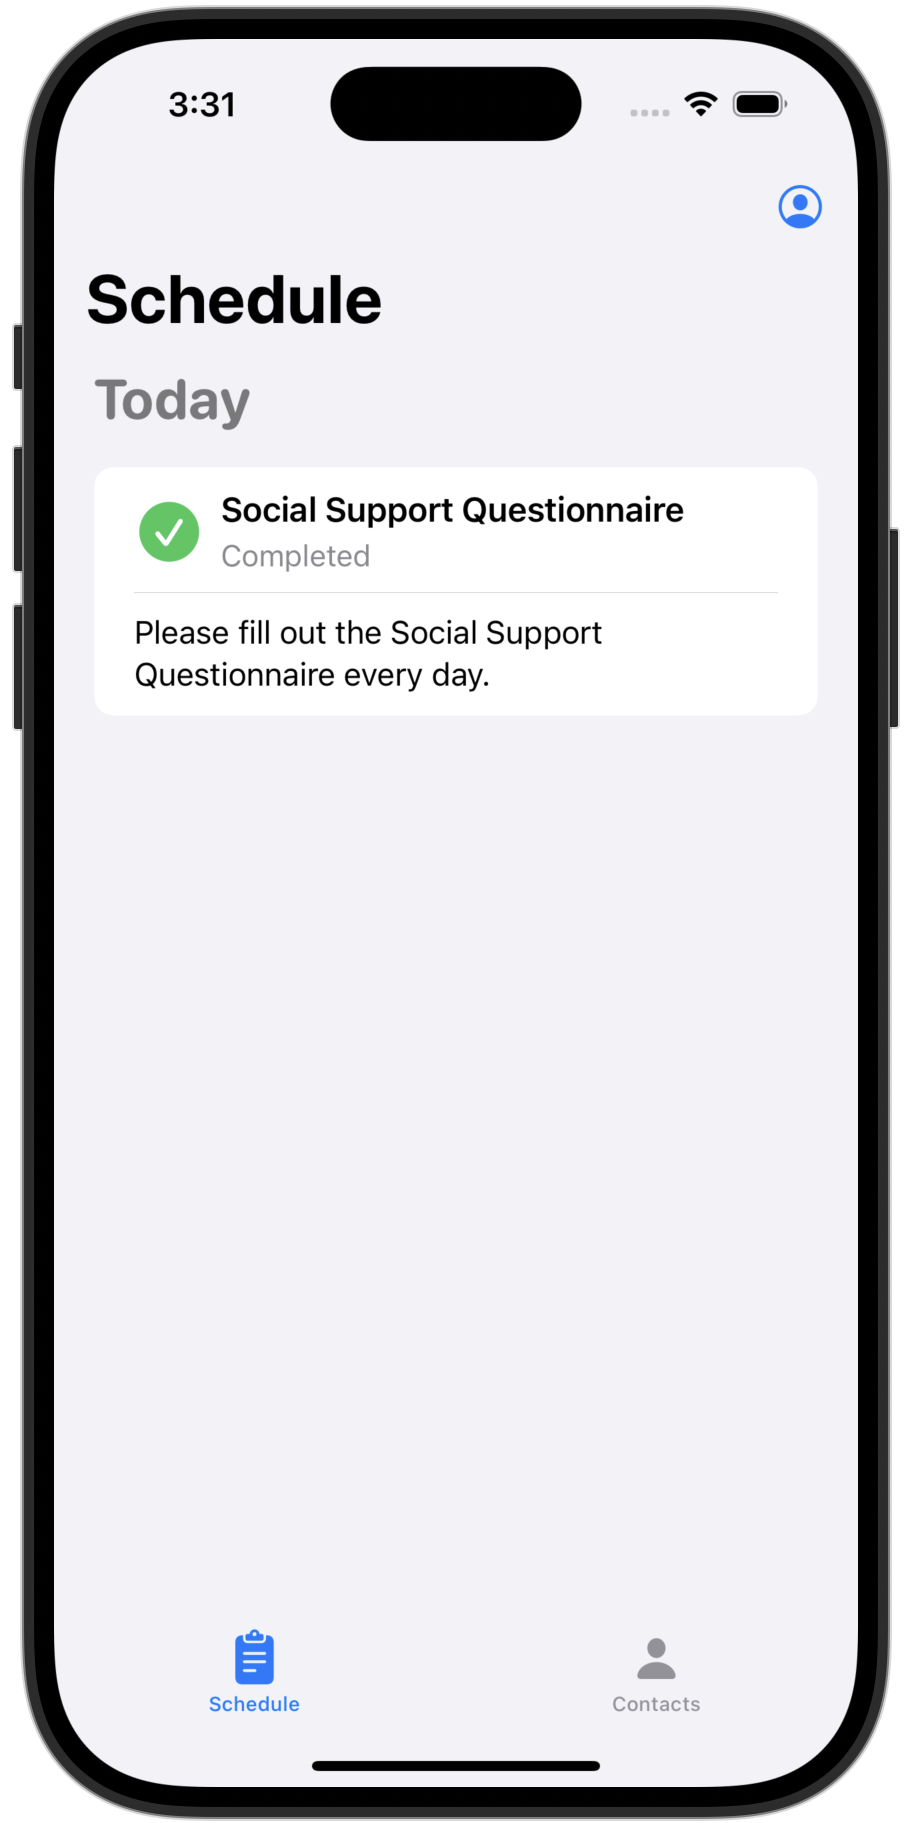 3:31
Schedule
Today
Social Support Questionnaire
Completed
Please fill out the Social Support
Questionnaire every day.
Schedule
Contacts